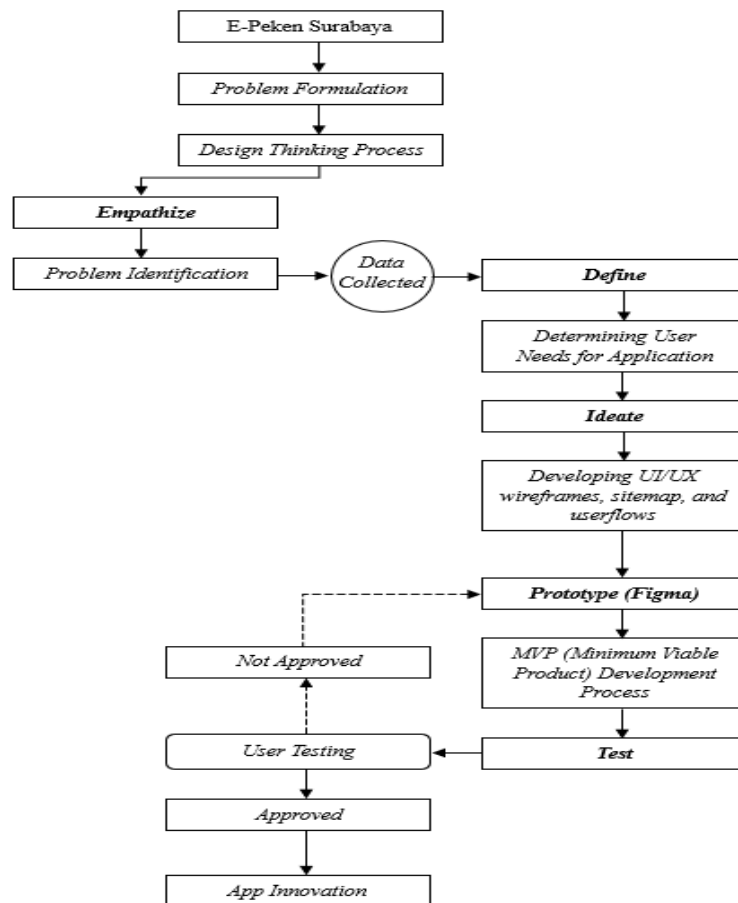 E-Peken Surabaya
Problem Formulation
Design Thinking Process
Empathize
Problem Identification
Data
Collected
Define
Determining User
Needs for Application
Ideate
Developing UI/UX
wireframes, sitemap, and
userflows
Prototype (Figma)
MVP (Minimum Viable
Product) Development
Process
Test
User Testing
Not Approved
Approved
App Innovation